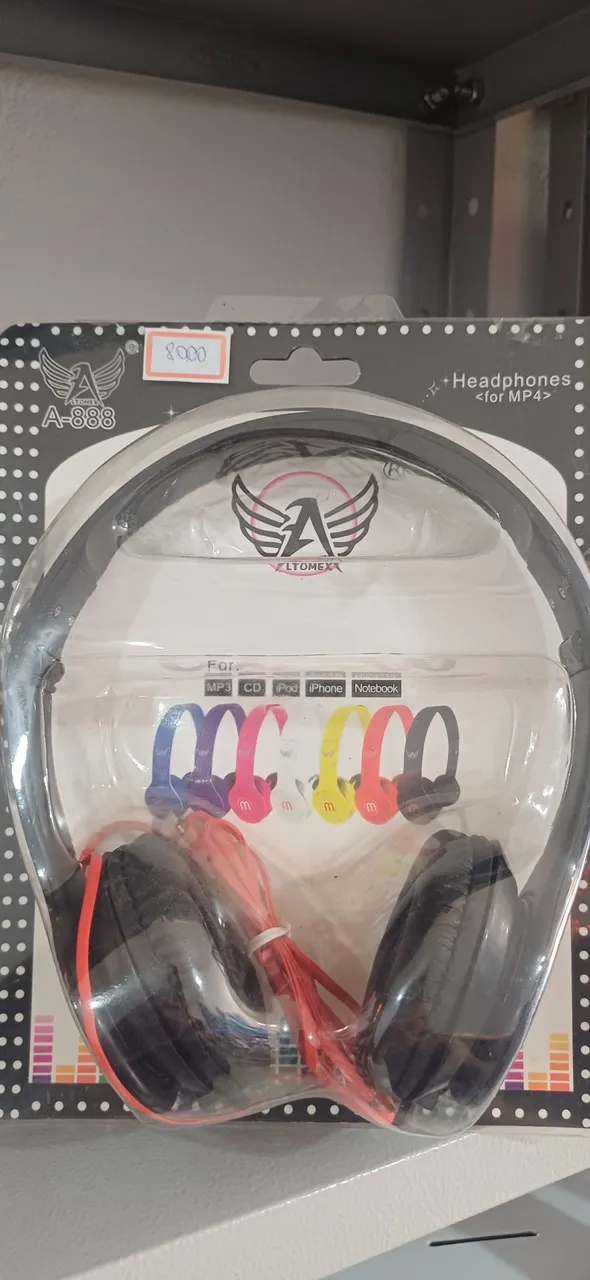 ®
ALTOMEX
A-888
8000
Headphones
<for MP4>
®
ALTOMEX
For:
MP3 CD iPod iPhone Notebook
m m m m m